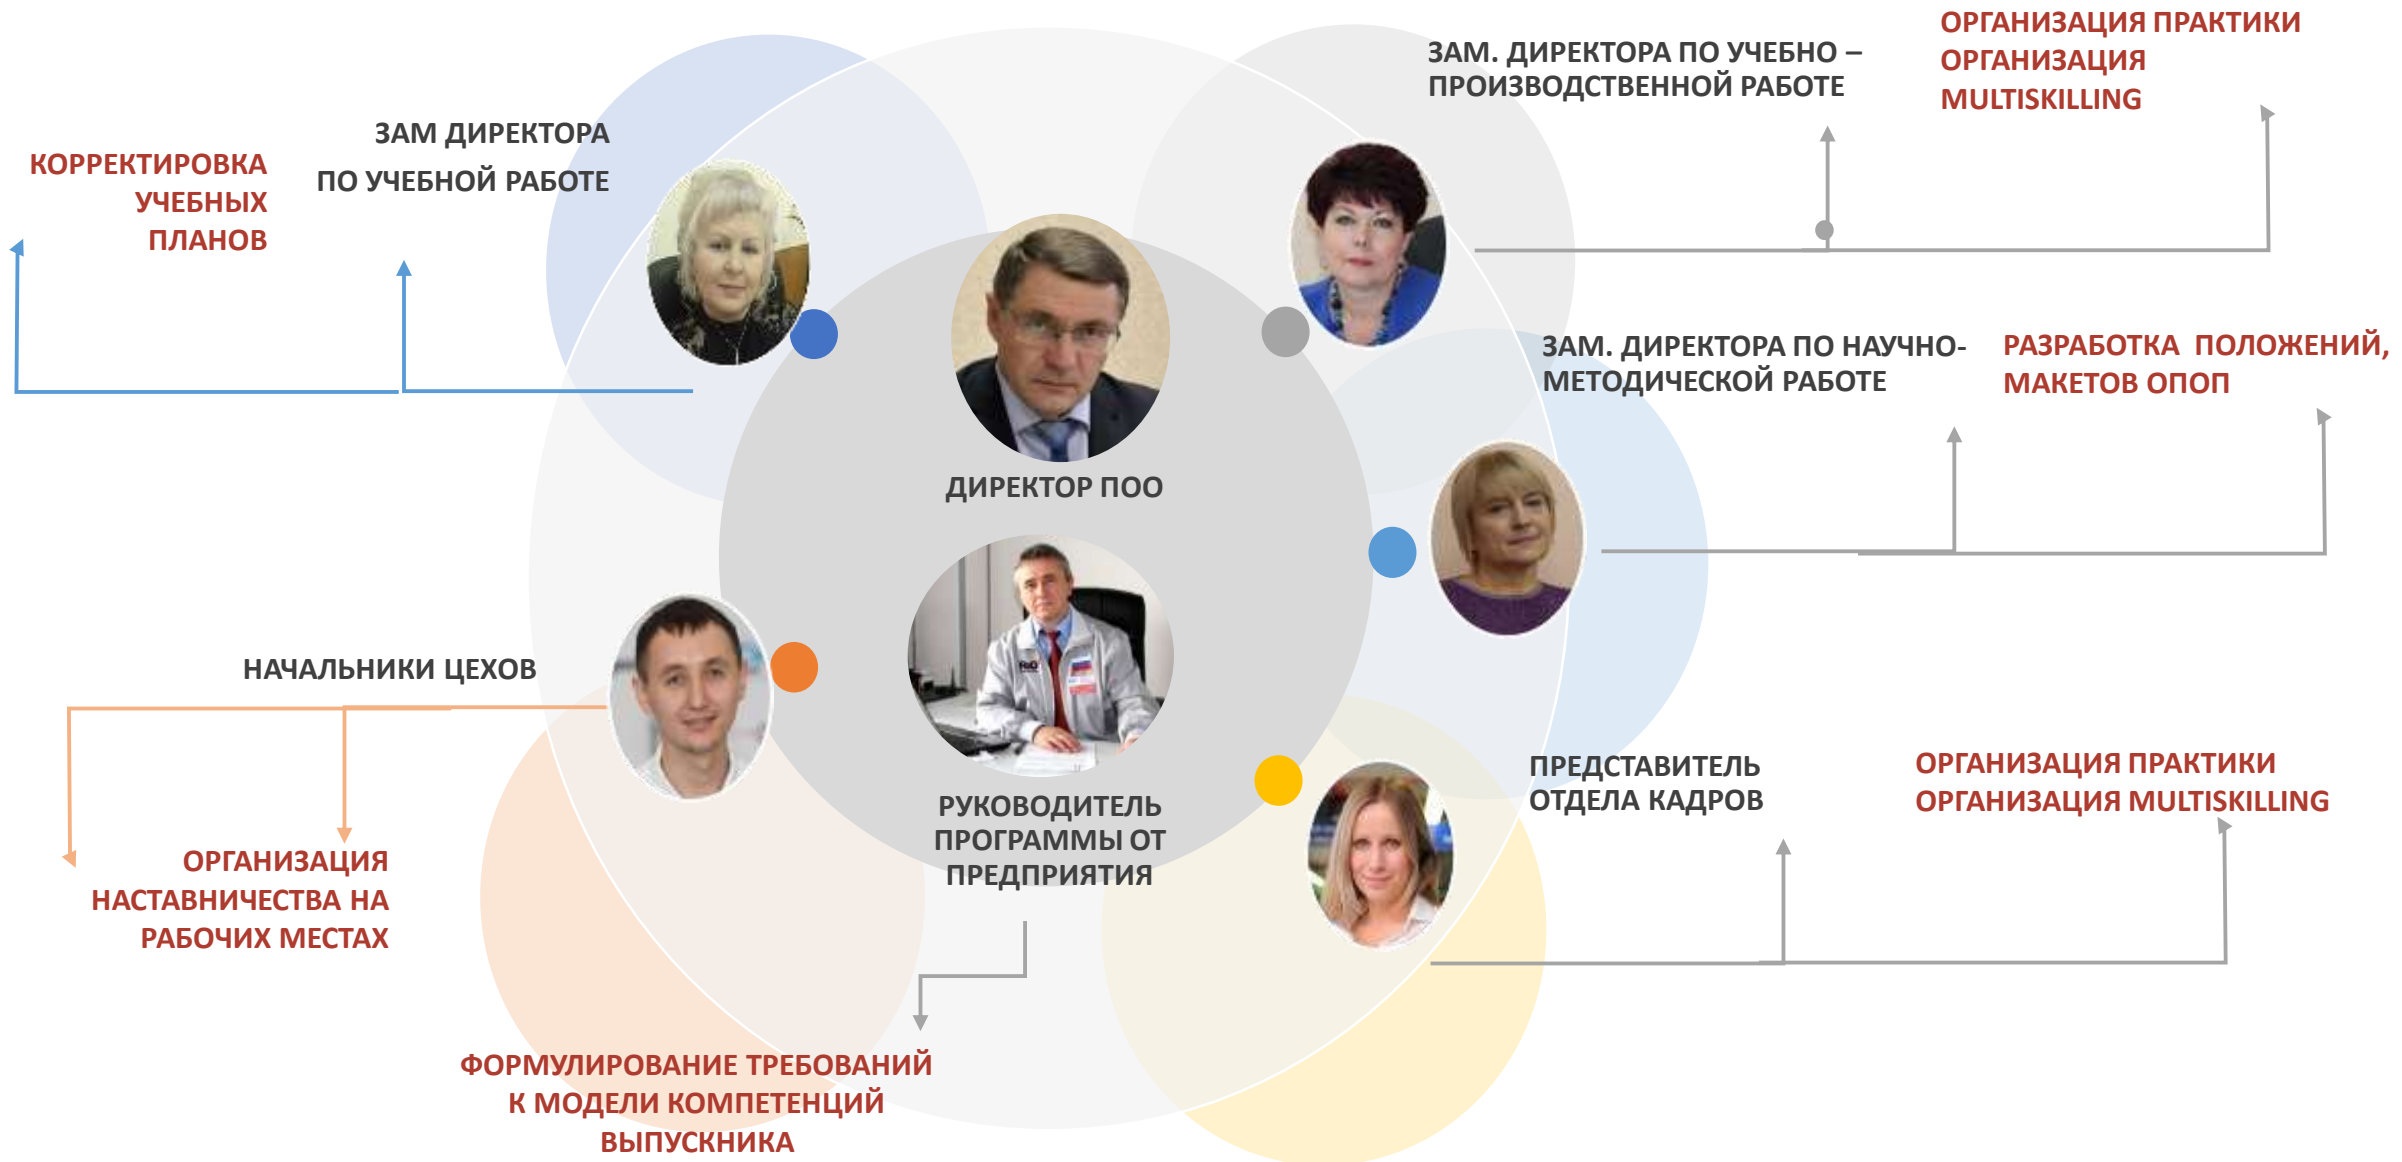 ОРГАНИЗАЦИЯ ПРАКТИКИ
ОРГАНИЗАЦИЯ
MULTISKILLING
ЗАМ. ДИРЕКТОРА ПО УЧЕБНО –
ПРОИЗВОДСТВЕННОЙ РАБОТЕ
ЗАМ ДИРЕКТОРА
ПО УЧЕБНОЙ РАБОТЕ
КОРРЕКТИРОВКА
УЧЕБНЫХ
ПЛАНОВ
ЗАМ. ДИРЕКТОРА ПО НАУЧНО-
МЕТОДИЧЕСКОЙ РАБОТЕ
РАЗРАБОТКА ПОЛОЖЕНИЙ,
МАКЕТОВ ОПОП
ДИРЕКТОР ПОО
НАЧАЛЬНИКИ ЦЕХОВ
ОРГАНИЗАЦИЯ
НАСТАВНИЧЕСТВА НА
РАБОЧИХ МЕСТАХ
РУКОВОДИТЕЛЬ
ПРОГРАММЫ ОТ
ПРЕДПРИЯТИЯ
ПРЕДСТАВИТЕЛЬ
ОТДЕЛА КАДРОВ
ОРГАНИЗАЦИЯ ПРАКТИКИ
ОРГАНИЗАЦИЯ MULTISKILLING
ФОРМУЛИРОВАНИЕ ТРЕБОВАНИЙ
К МОДЕЛИ КОМПЕТЕНЦИЙ
ВЫПУСКНИКА